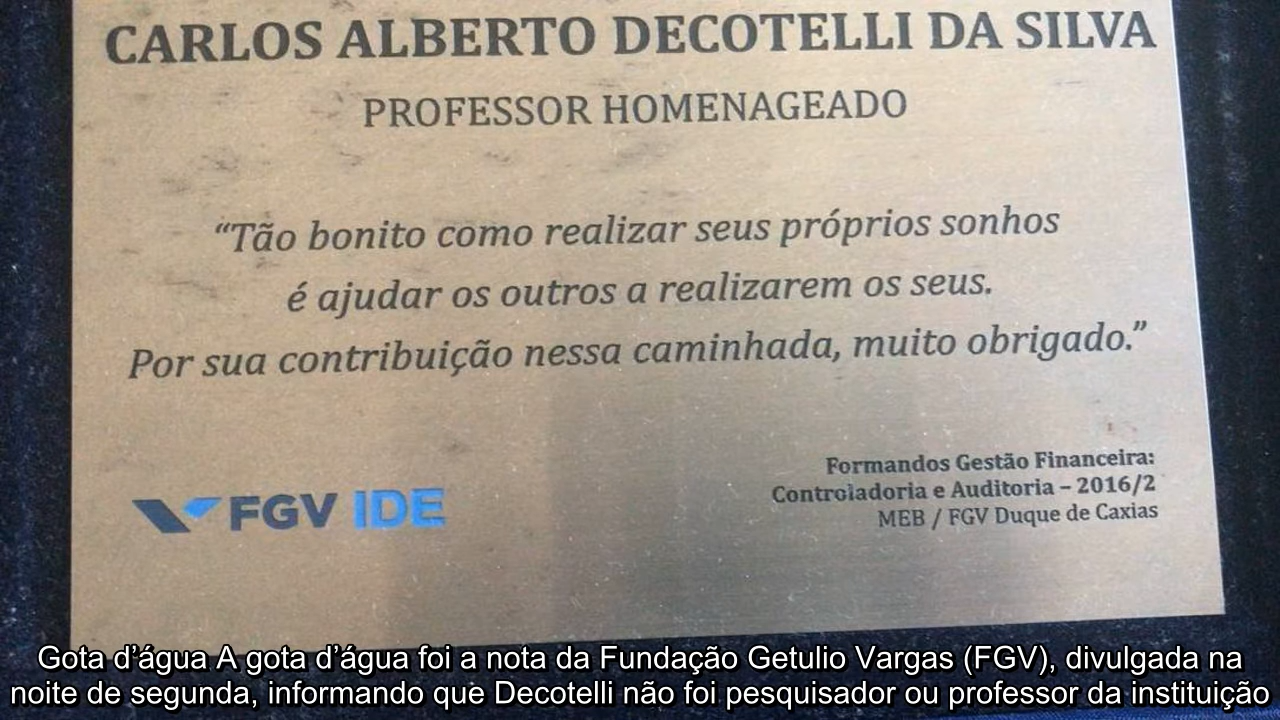 CARLOS ALBERTO DECOTELLI DA SILVA
PROFESSOR HOMENAGEADO
“Tão bonito como realizar seus próprios sonhos
é ajudar os outros a realizarem os seus.
Por sua contribuição nessa caminhada, muito obrigado.”
FGV IDE
Formandos Gestão Financeira:
Controladoria e Auditoria – 2016/2
MEB / FGV Duque de Caxias
Gota d’água A gota d’água foi a nota da Fundação Getulio Vargas (FGV), divulgada na
noite de segunda, informando que Decotelli não foi pesquisador ou professor da instituição